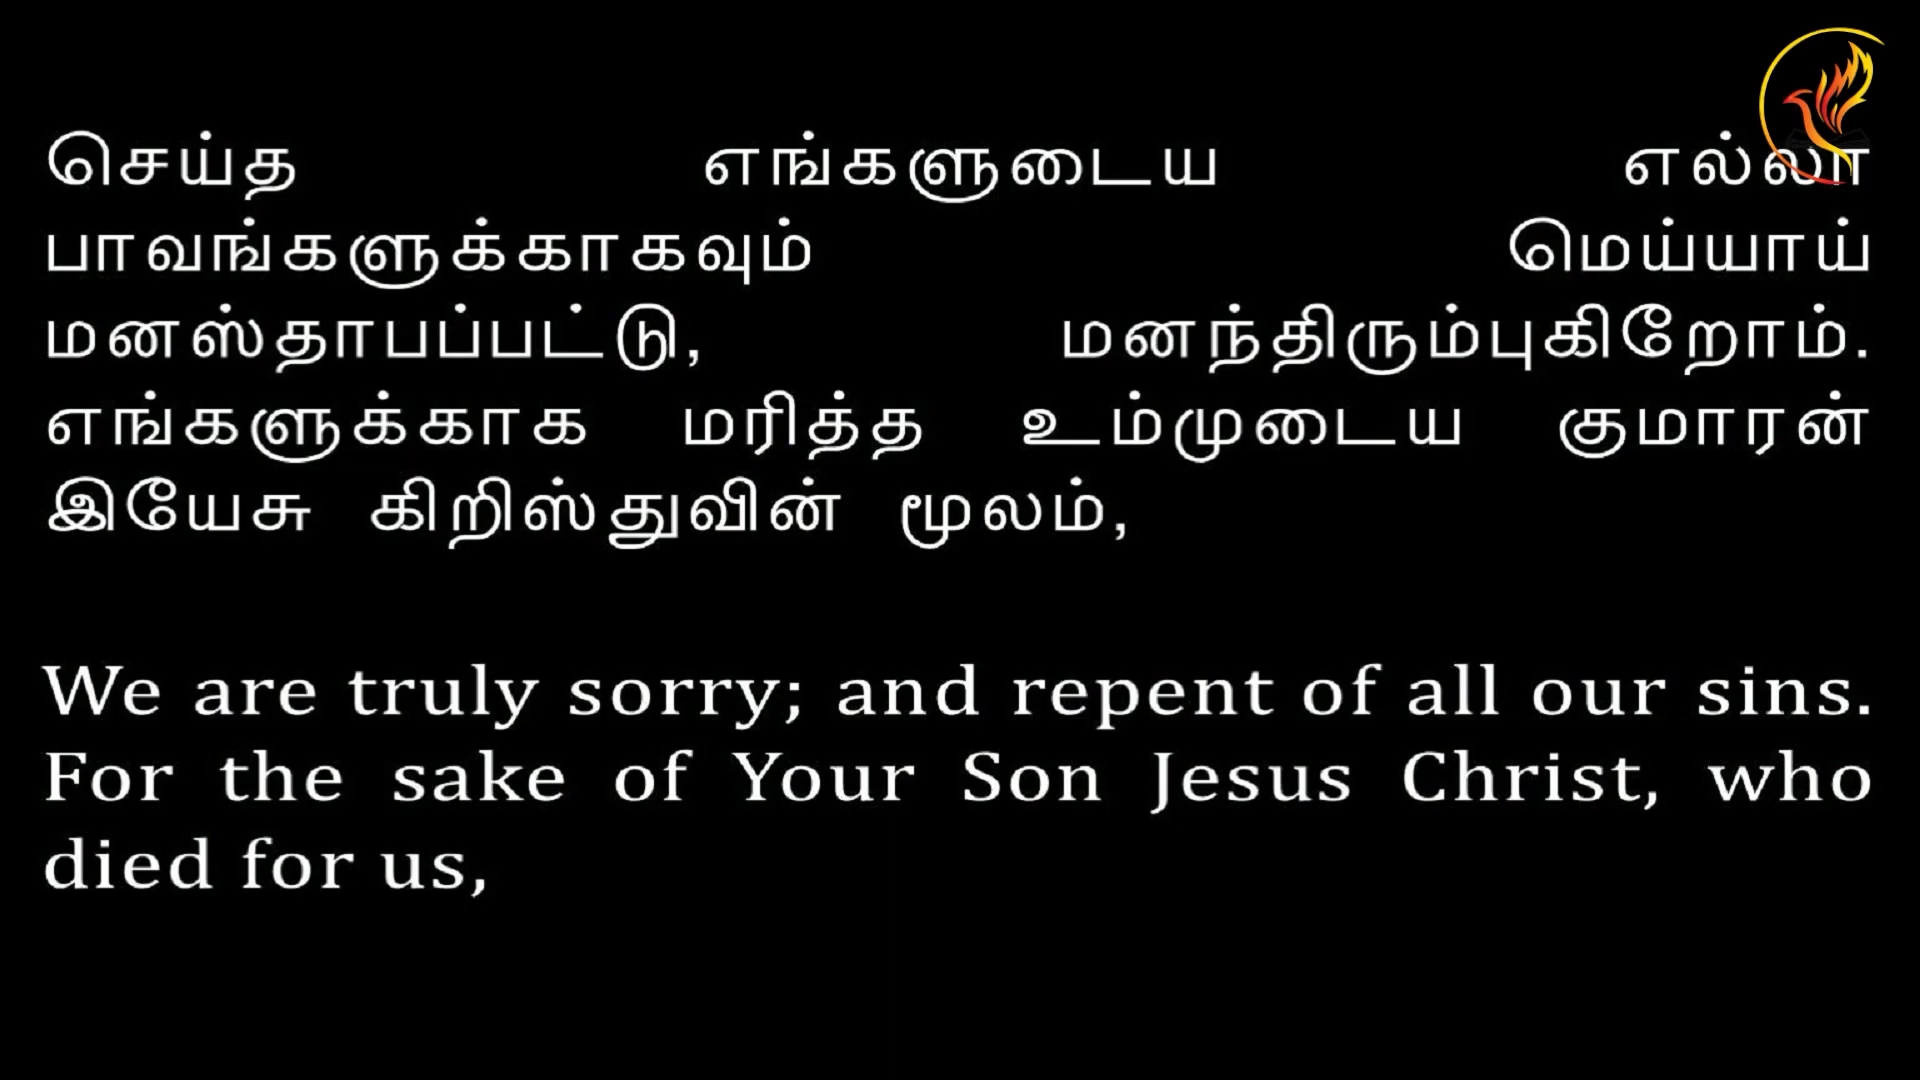 செய்த எங்களுடைய எல்லா
பாவங்களுக்காகவும் மெய்யாய்
மனஸ்தாபப்பட்டு, மனந்திரும்புகிறோம்.
எங்களுக்காக மரித்த உம்முடைய குமாரன்
இயேசு கிறிஸ்துவின் மூலம்,
We are truly sorry; and repent of all our sins.
For the sake of Your Son Jesus Christ, who
died for us,